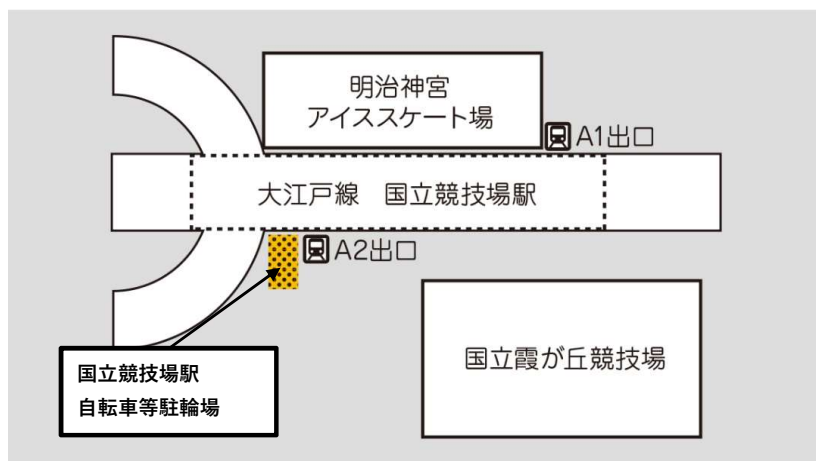 明治神宮
アイススケート場
A1出口
大江戸線　国立競技場駅
A2出口
国立霞が丘競技場
国立競技場駅
自転車等駐輪場